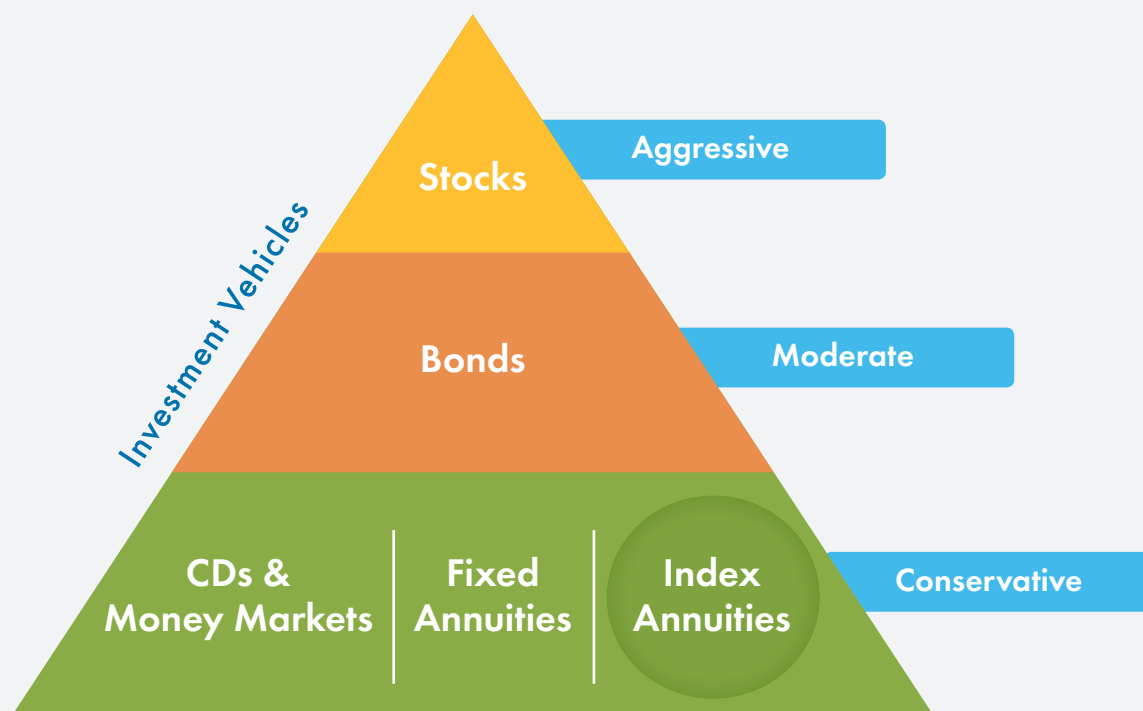 Stocks
Aggressive
Investment Vehicles
Bonds
Moderate
CDs &
Money Markets
Fixed
Annuities
Index
Annuities
Conservative